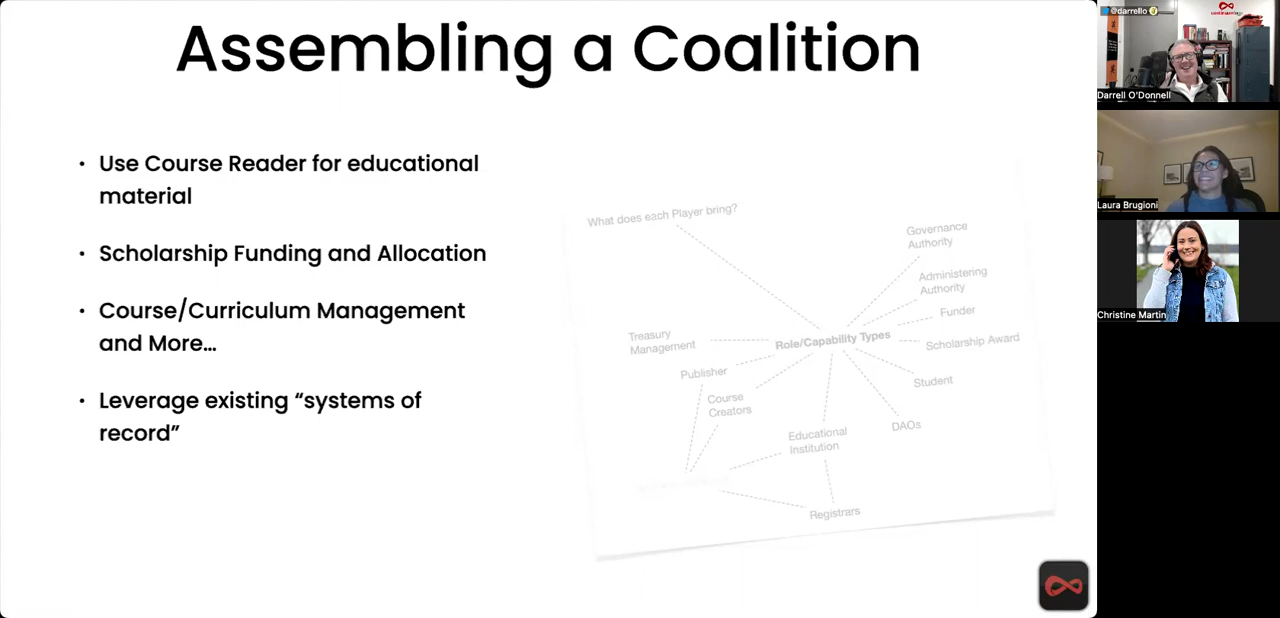 Assembling a Coalition
• Use Course Reader for educational
material
• Scholarship Funding and Allocation
• Course/Curriculum Management
and More…
• Leverage existing “systems of
record”
What does each Player bring?
Governance
Authority
Administering
Authority
Funder
Scholarship Award
Student
DAOs
Role/Capability Types
Treasury
Management
Publisher
Course
Creators
Educational
Institution
Registrars
@darrello
Darrell O'Donnell
Laura Brugioni
Christine Martin